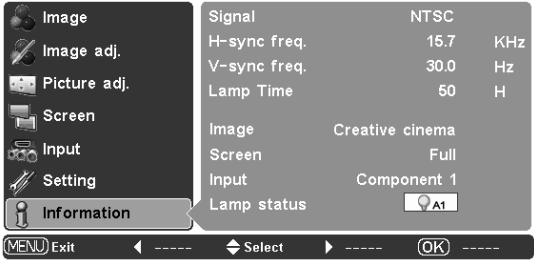 Image
Image adj.
Picture adj.
Screen
Input
Setting
Information
Signal NTSC
H-sync freq. 15.7 KHz
V-sync freq. 30.0 Hz
Lamp Time 50 H
Image Creative cinema
Screen Full
Input Component 1
Lamp status A1
MENU Exit ◀ ----- Select ▶ ----- OK -----